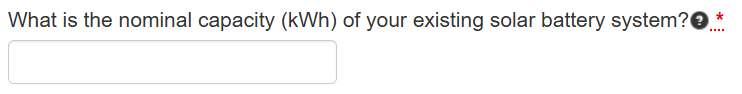 What is the nominal capacity (kWh) of your existing solar battery system?? *